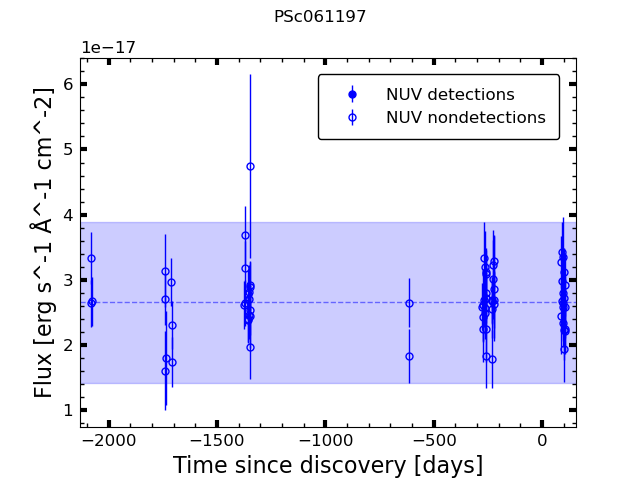 PSc061197
1e−17
NUV detections
NUV nondetections
6
5
4
3
2
1
Flux [erg s^-1 Å^-1 cm^-2]
−2000
−1500
−1000
−500
0
Time since discovery [days]